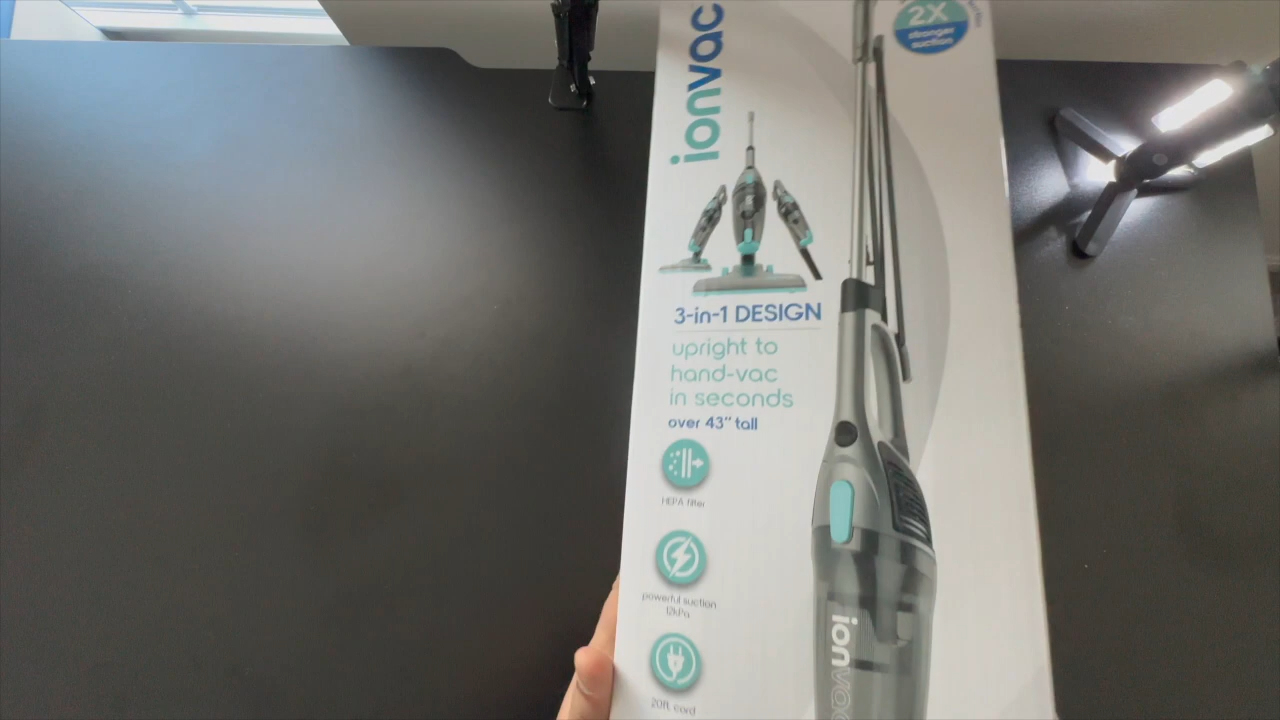 ionvac
2X
stronger
suction
3-in-1 DESIGN
upright to
hand-vac
in seconds
over 43" tall
HEPA filter
powerful suction
12kPa
20ft. cord
ionvac